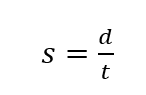 s = d/t